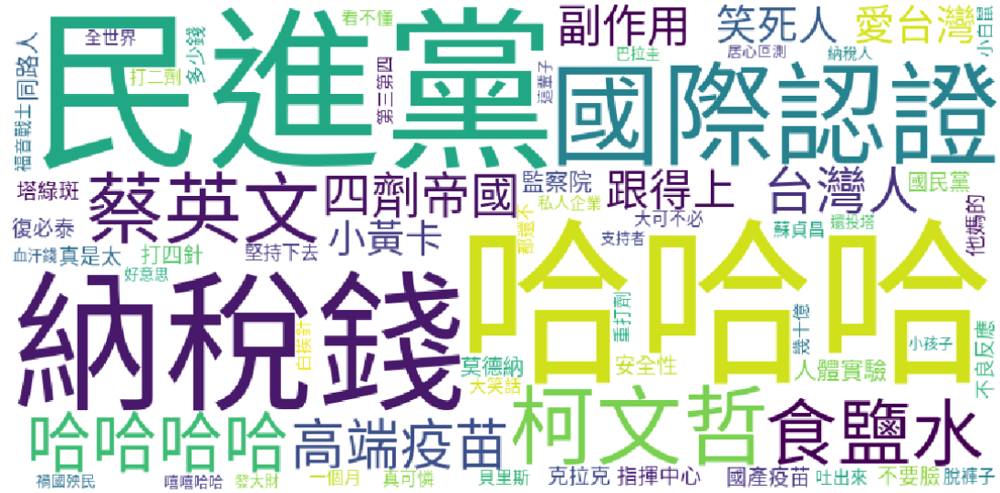 民進黨
國際認證
納稅錢
哈哈哈
副作用
笑死人
愛台灣
小白鼠
看不懂
全世界
打二劑
多少錢
同路人
福音戰士
第三第四
這輩子
巴拉圭
居心叵測
納稅人
塔綠班
蔡英文
四劑帝國
監察院
私人企業
跟得上
台灣人
國民黨
復必泰
血汗錢
真是太
打四針
好意思
堅持下去
小黃卡
都還不
大可不必
支持者
蘇貞昌
還投塔
他媽的
白挨針
莫德納
大笑話
重打劑
安全性
幾十億
人體實驗
小孩子
不良反應
哈哈哈哈
高端疫苗
柯文哲
食鹽水
禍國殃民
嘻嘻哈哈
發大財
一個月
真可憐
貝里斯
克拉克
指揮中心
國產疫苗
吐出來
不要臉
脫褲子